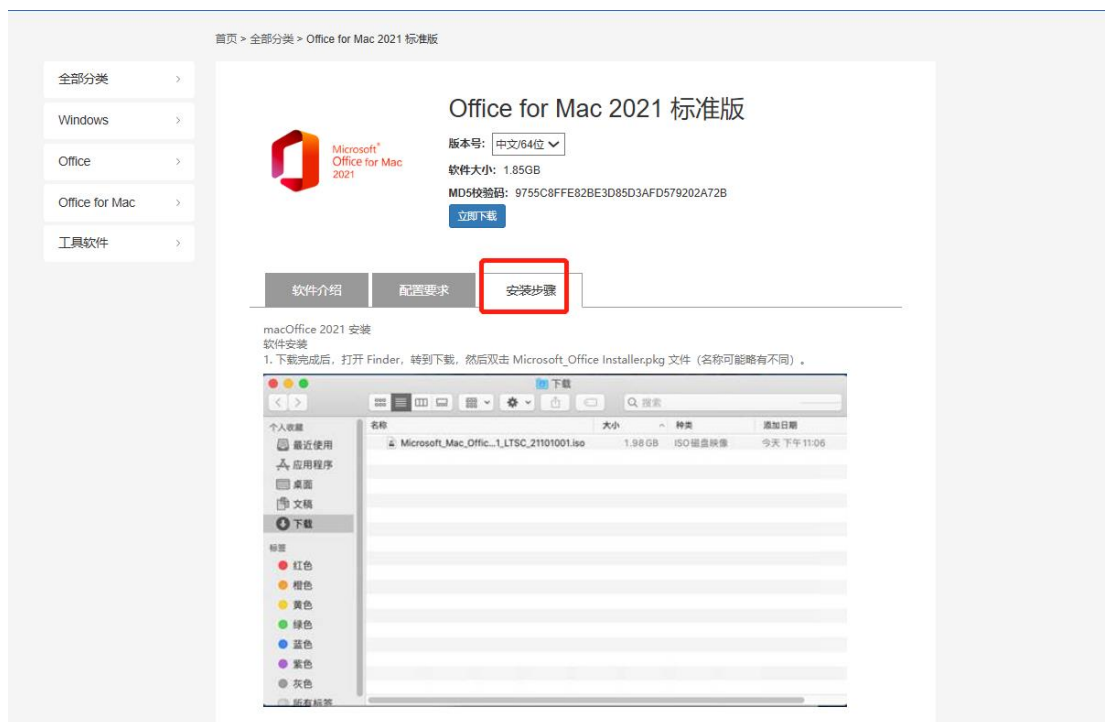 首页 > 全部分类 > Office for Mac 2021 标准版
全部分类
Windows
Office
Office for Mac
工具软件
Microsoft®
Office for Mac
2021
Office for Mac 2021 标准版
版本号: 中文/64位
软件大小: 1.85GB
MD5校验码: 9755C8FFE82BE3D85D3AFD579202A72B
立即下载
软件介绍 配置要求 安装步骤
macOffice 2021 安装
软件安装
1. 下载完成后，打开 Finder，转到下载，然后双击 Microsoft_Office Installer.pkg 文件（名称可能略有不同）。
下载
搜索
个人收藏
最近使用
应用程序
桌面
文稿
下载
标签
红色
橙色
黄色
绿色
蓝色
紫色
灰色
所有标签
名称 大小 种类 添加日期
Microsoft_Mac_Offic...1_LTSC_21101001.iso 1.98 GB ISO磁盘映像 今天 下午11:06